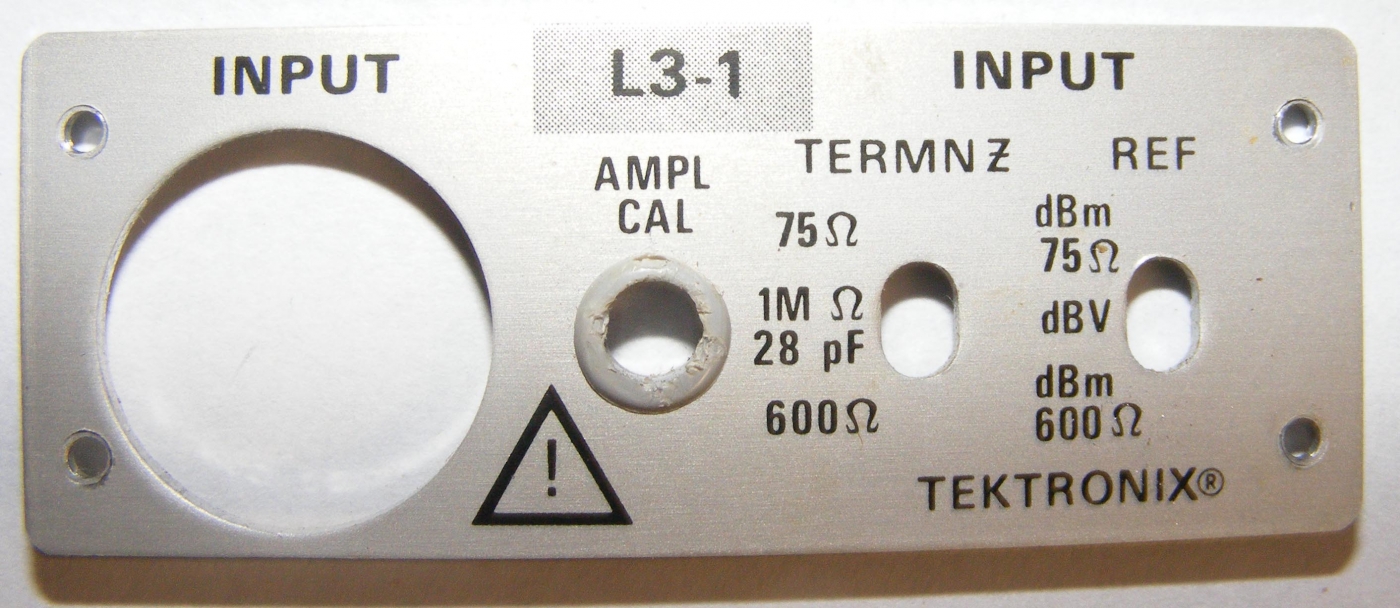 INPUT
L3-1
INPUT
AMPL
CAL
TERMN Z
75Ω
1M Ω
28 pF
600Ω
REF
dBm
75Ω
dBV
dBm
600Ω
!
TEKTRONIX®